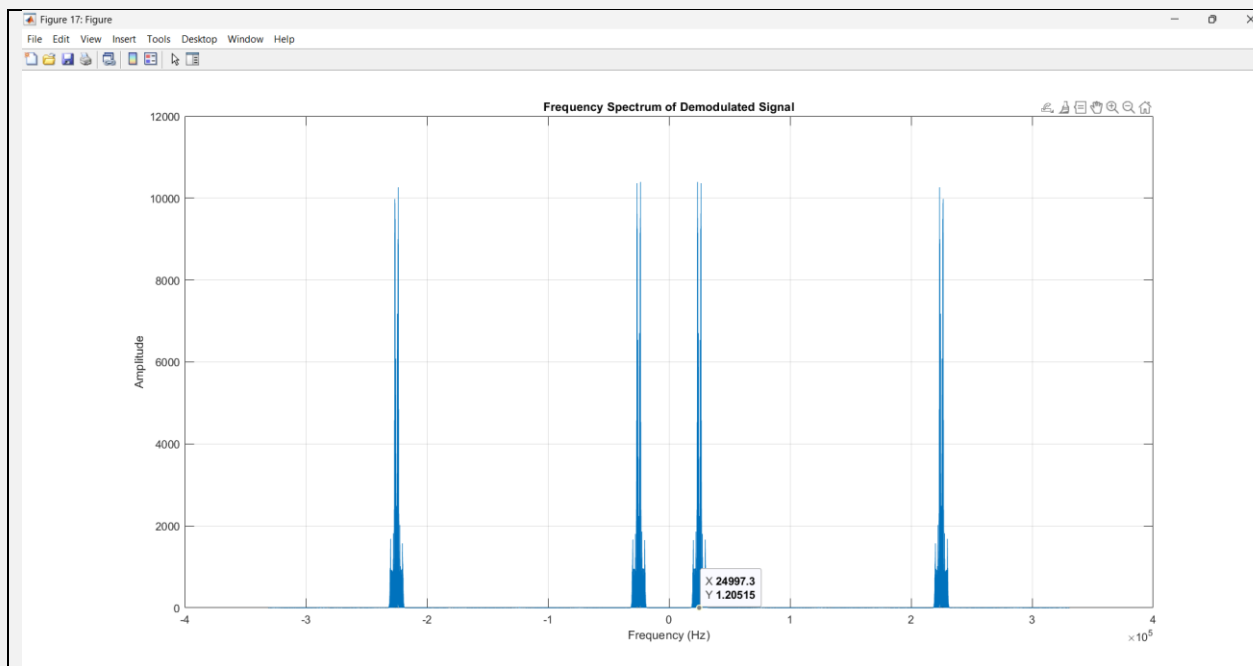 Figure 17: Figure
File Edit View Insert Tools Desktop Window Help
Frequency Spectrum of Demodulated Signal
12000
10000
8000
6000
4000
2000
0
Amplitude
X 24997.3
Y 1.20515
-4 -3 -2 -1 0 1 2 3 4
Frequency (Hz)
×10⁵